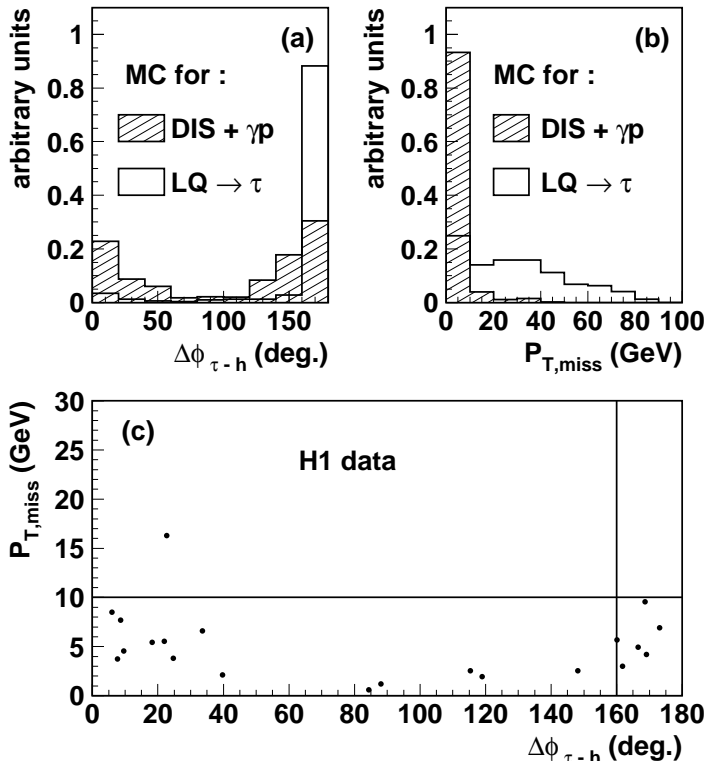 arbitrary units
1
0.8
0.6
0.4
0.2
0
(a)
MC for :
DIS + γp
LQ → τ
0 50 100 150
Δϕ τ - h (deg.)
arbitrary units
1
0.8
0.6
0.4
0.2
0
(b)
MC for :
DIS + γp
LQ → τ
0 20 40 60 80 100
P T,miss (GeV)
P T,miss (GeV)
30
25
20
15
10
5
0
(c)
H1 data
0 20 40 60 80 100 120 140 160 180
Δϕ τ - h (deg.)